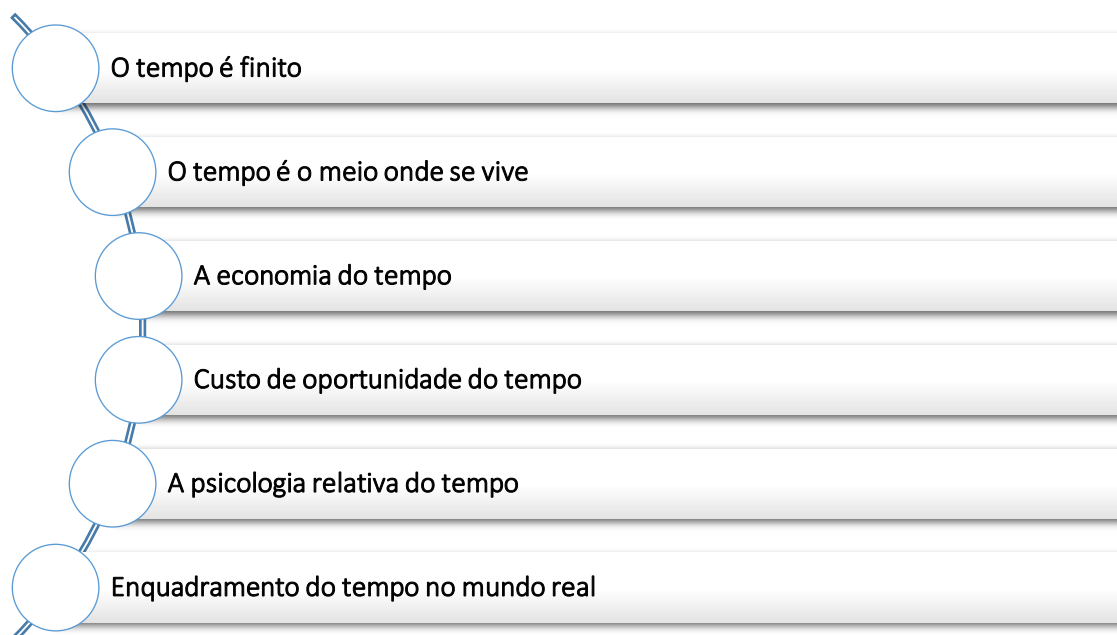 O tempo é finito
O tempo é o meio onde se vive
A economia do tempo
Custo de oportunidade do tempo
A psicologia relativa do tempo
Enquadramento do tempo no mundo real